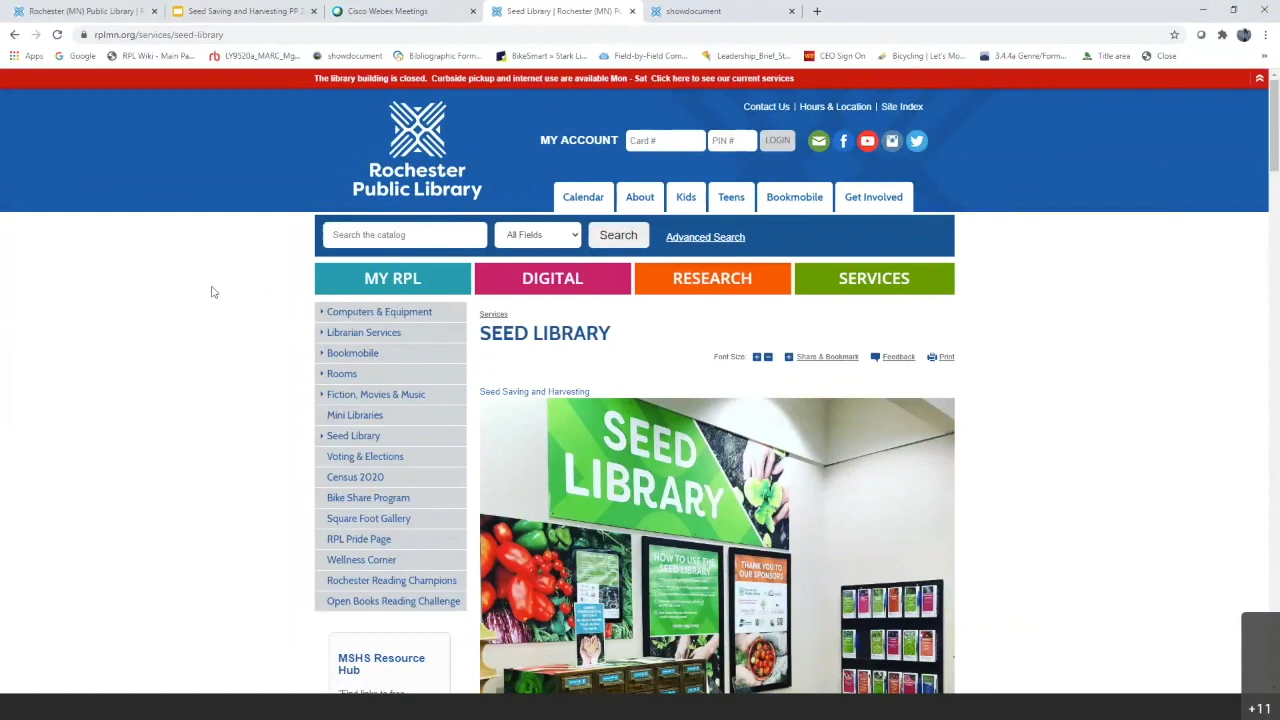 Rochester (MN) Public Library | R
Seed Saving and Harvesting PP 2
Cisco Webex Meetings
Seed Library | Rochester (MN) Pu
showdocument
rplmn.org/services/seed-library
Apps
Google
RPL Wiki - Main Pa...
LY9520a_MARC_Mg...
showdocument
Bibliographic Form...
BikeSmart » Stark Li...
Field-by-Field Com...
Leadership_Brief_St...
CEO Sign On
Bicycling | Let's Mo...
3.4.4a Genre/Form...
Title area
Close
The library building is closed. Curbside pickup and internet use are available Mon - Sat Click here to see our current services
Contact Us | Hours & Location | Site Index
Rochester
Public Library
MY ACCOUNT
Card #
PIN #
LOGIN
Calendar
About
Kids
Teens
Bookmobile
Get Involved
Search the catalog
All Fields
Search
Advanced Search
MY RPL
DIGITAL
RESEARCH
SERVICES
Computers & Equipment
Librarian Services
Bookmobile
Rooms
Fiction, Movies & Music
Mini Libraries
Seed Library
Voting & Elections
Census 2020
Bike Share Program
Square Foot Gallery
RPL Pride Page
Wellness Corner
Rochester Reading Champions
Open Books Reading Challenge
MSHS Resource
Hub
Services
SEED LIBRARY
Font Size:
Share & Bookmark
Feedback
Print
Seed Saving and Harvesting
SEED
LIBRARY
HOW TO USE THE
SEED LIBRARY
THANK YOU TO
OUR SPONSORS
+11